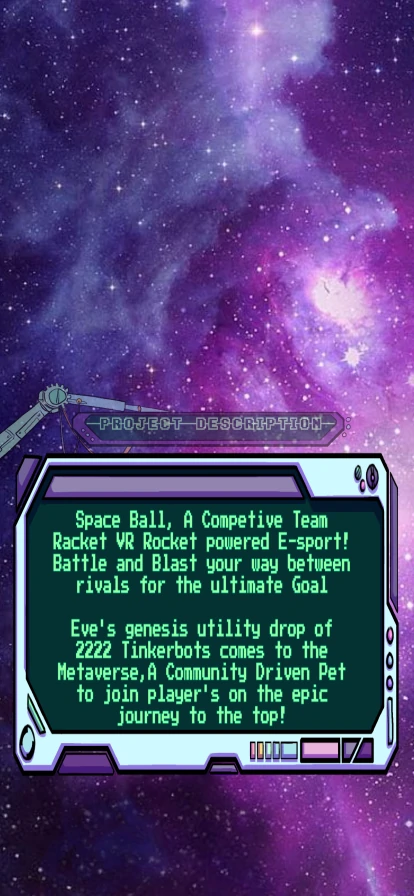 PROJECT DESCRIPTION
Space Ball, A Competive Team
Racket VR Rocket powered E-sport!
Battle and Blast your way between
rivals for the ultimate Goal
Eve's genesis utility drop of
2222 Tinkerbots comes to the
Metaverse,A Community Driven Pet
to join player's on the epic
journey to the top!